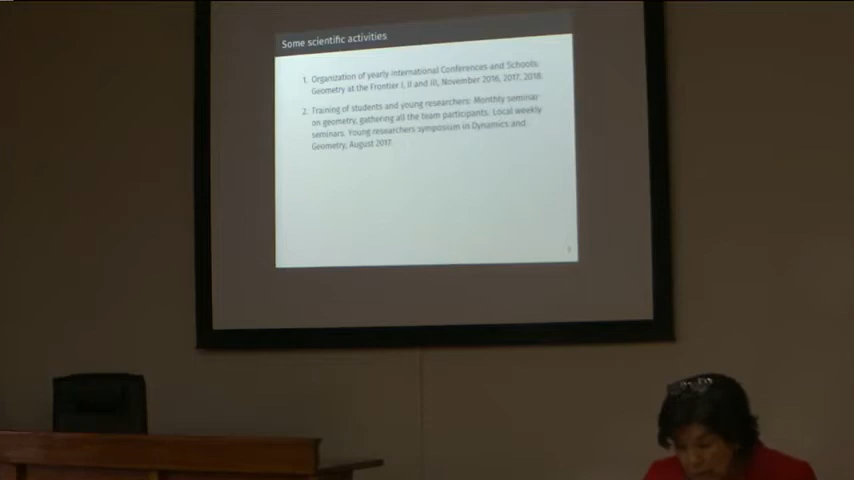 Some scientific activities
1. Organization of yearly International Conferences and Schools:
Geometry at the Frontier I, II and III, November 2016, 2017, 2018.
2. Training of students and young researchers: Monthly seminar
on geometry, gathering all the team participants. Local weekly
seminars. Young researchers symposium in Dynamics and
Geometry, August 2017.